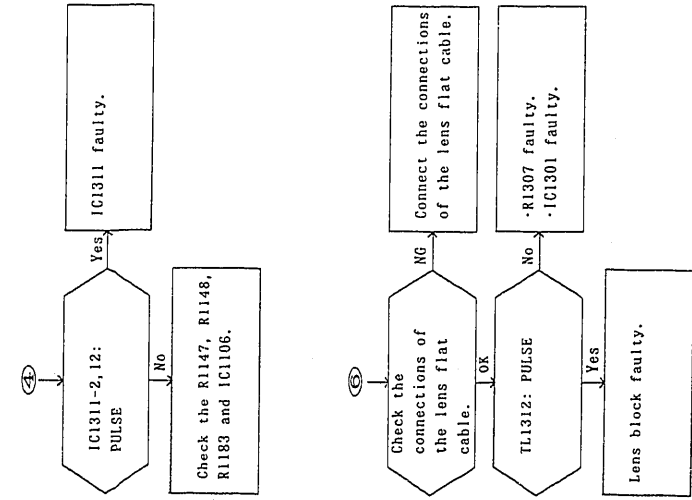 4
IC1311-2,12:
PULSE
Yes
IC1311 faulty.
No
Check the R1147, R1148,
R1183 and IC1106.
6
Check the
connections of
the lens flat
cable.
NG
Connect the connections
of the lens flat cable.
OK
TL1312: PULSE
No
·R1307 faulty.
·IC1301 faulty.
Yes
Lens block faulty.